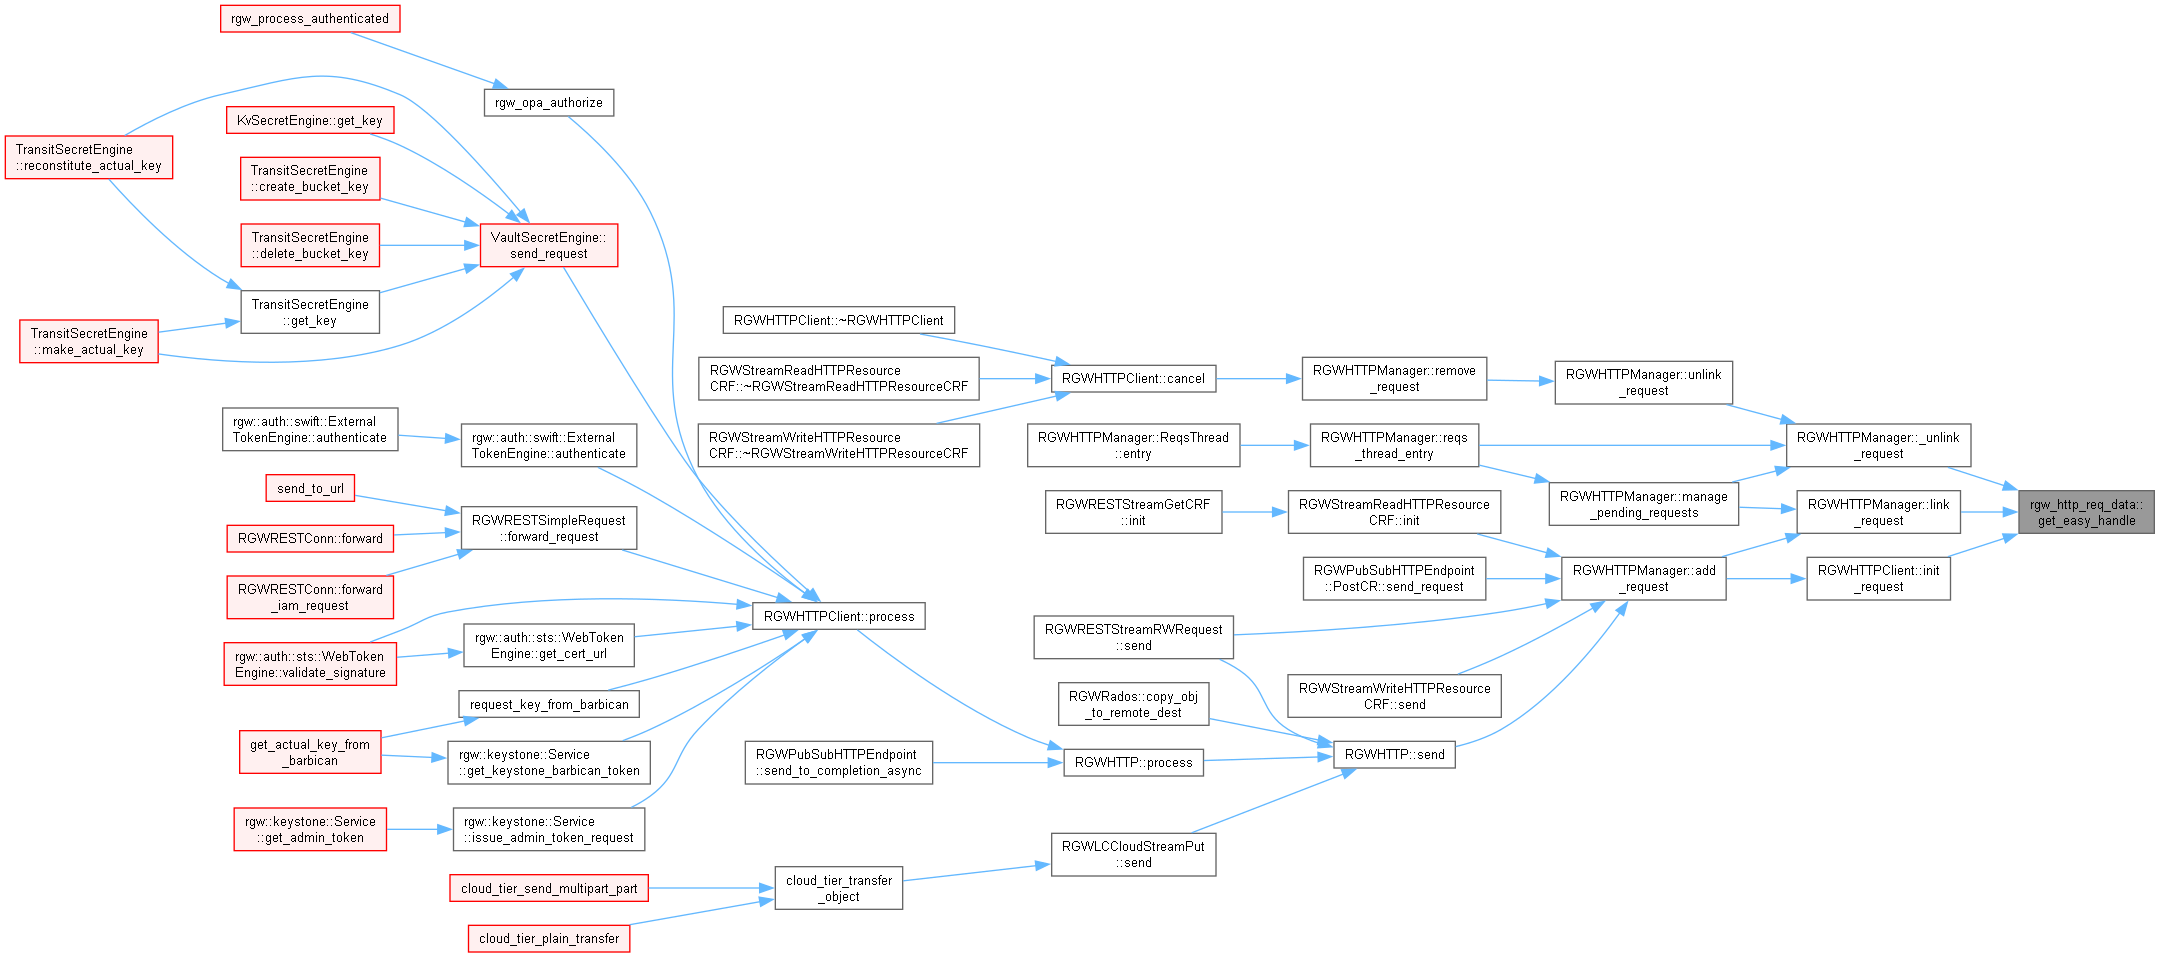 rgw_process_authenticated
rgw_opa_authorize
KvSecretEngine::get_key
TransitSecretEngine
::reconstitute_actual_key
TransitSecretEngine
::create_bucket_key
TransitSecretEngine
::delete_bucket_key
VaultSecretEngine::
send_request
TransitSecretEngine
::get_key
TransitSecretEngine
::make_actual_key
RGWHTTPClient::~RGWHTTPClient
RGWStreamReadHTTPResource
CRF::~RGWStreamReadHTTPResourceCRF
RGWHTTPClient::cancel
RGWHTTPManager::remove
_request
RGWHTTPManager::unlink
_request
RGWStreamWriteHTTPResource
CRF::~RGWStreamWriteHTTPResourceCRF
RGWHTTPManager::ReqsThread
::entry
RGWHTTPManager::reqs
_thread_entry
RGWHTTPManager::_unlink
_request
rgw::auth::swift::External
TokenEngine::authenticate
rgw::auth::swift::External
TokenEngine::authenticate
send_to_url
RGWRESTStreamGetCRF
::init
RGWStreamReadHTTPResource
CRF::init
RGWHTTPManager::manage
_pending_requests
RGWHTTPManager::link
_request
rgw_http_req_data::
get_easy_handle
RGWRESTConn::forward
RGWRESTSimpleRequest
::forward_request
RGWRESTConn::forward
_iam_request
RGWPubSubHTTPEndpoint
::PostCR::send_request
RGWHTTPManager::add
_request
RGWHTTPClient::init
_request
RGWHTTPClient::process
rgw::auth::sts::WebToken
Engine::validate_signature
rgw::auth::sts::WebToken
Engine::get_cert_url
RGWRESTStreamRWRequest
::send
request_key_from_barbican
RGWRados::copy_obj
_to_remote_dest
RGWStreamWriteHTTPResource
CRF::send
get_actual_key_from
_barbican
rgw::keystone::Service
::get_keystone_barbican_token
RGWPubSubHTTPEndpoint
::send_to_completion_async
RGWHTTP::process
RGWHTTP::send
rgw::keystone::Service
::get_admin_token
rgw::keystone::Service
::issue_admin_token_request
RGWLCCloudStreamPut
::send
cloud_tier_send_multipart_part
cloud_tier_transfer
_object
cloud_tier_plain_transfer